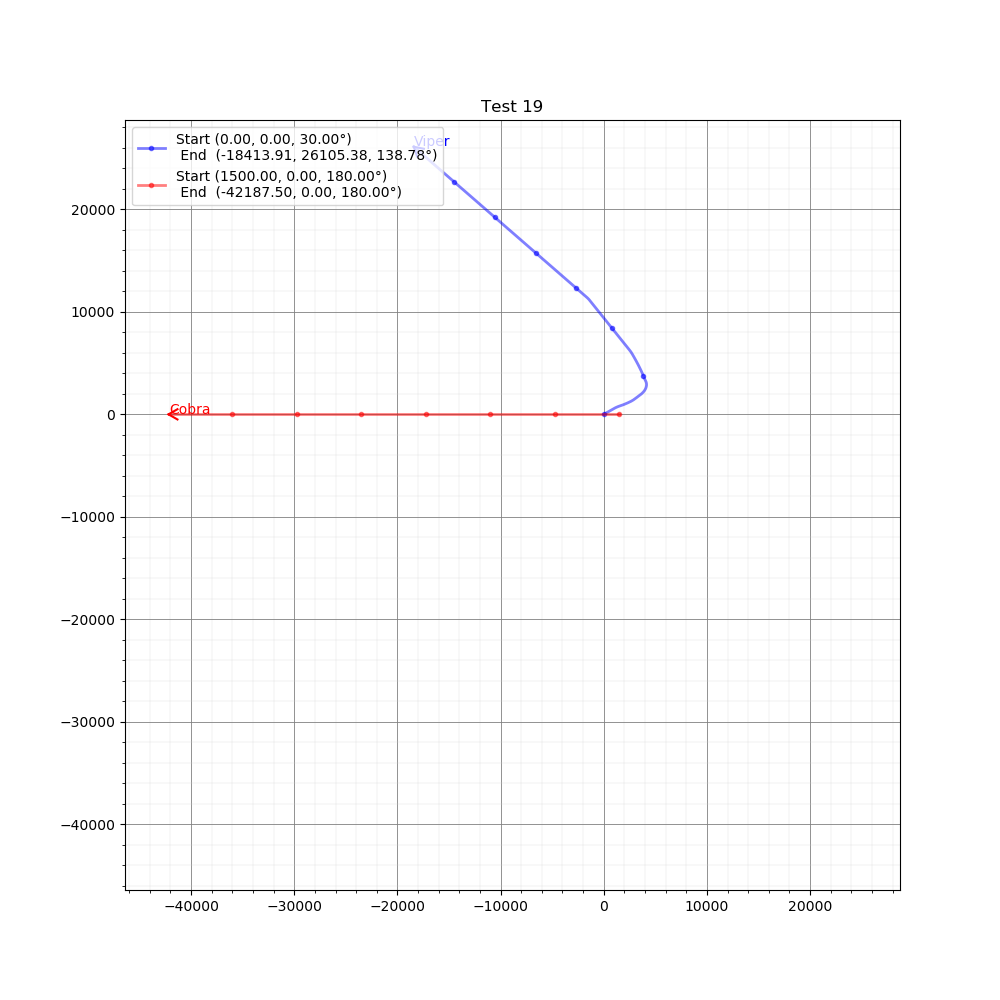 Test 19
Viper
Start (0.00, 0.00, 30.00°)
End  (-18413.91, 26105.38, 138.78°)
Start (1500.00, 0.00, 180.00°)
End  (-42187.50, 0.00, 180.00°)
20000
10000
Cobra
0
−10000
−20000
−30000
−40000
−40000 −30000 −20000 −10000 0 10000 20000